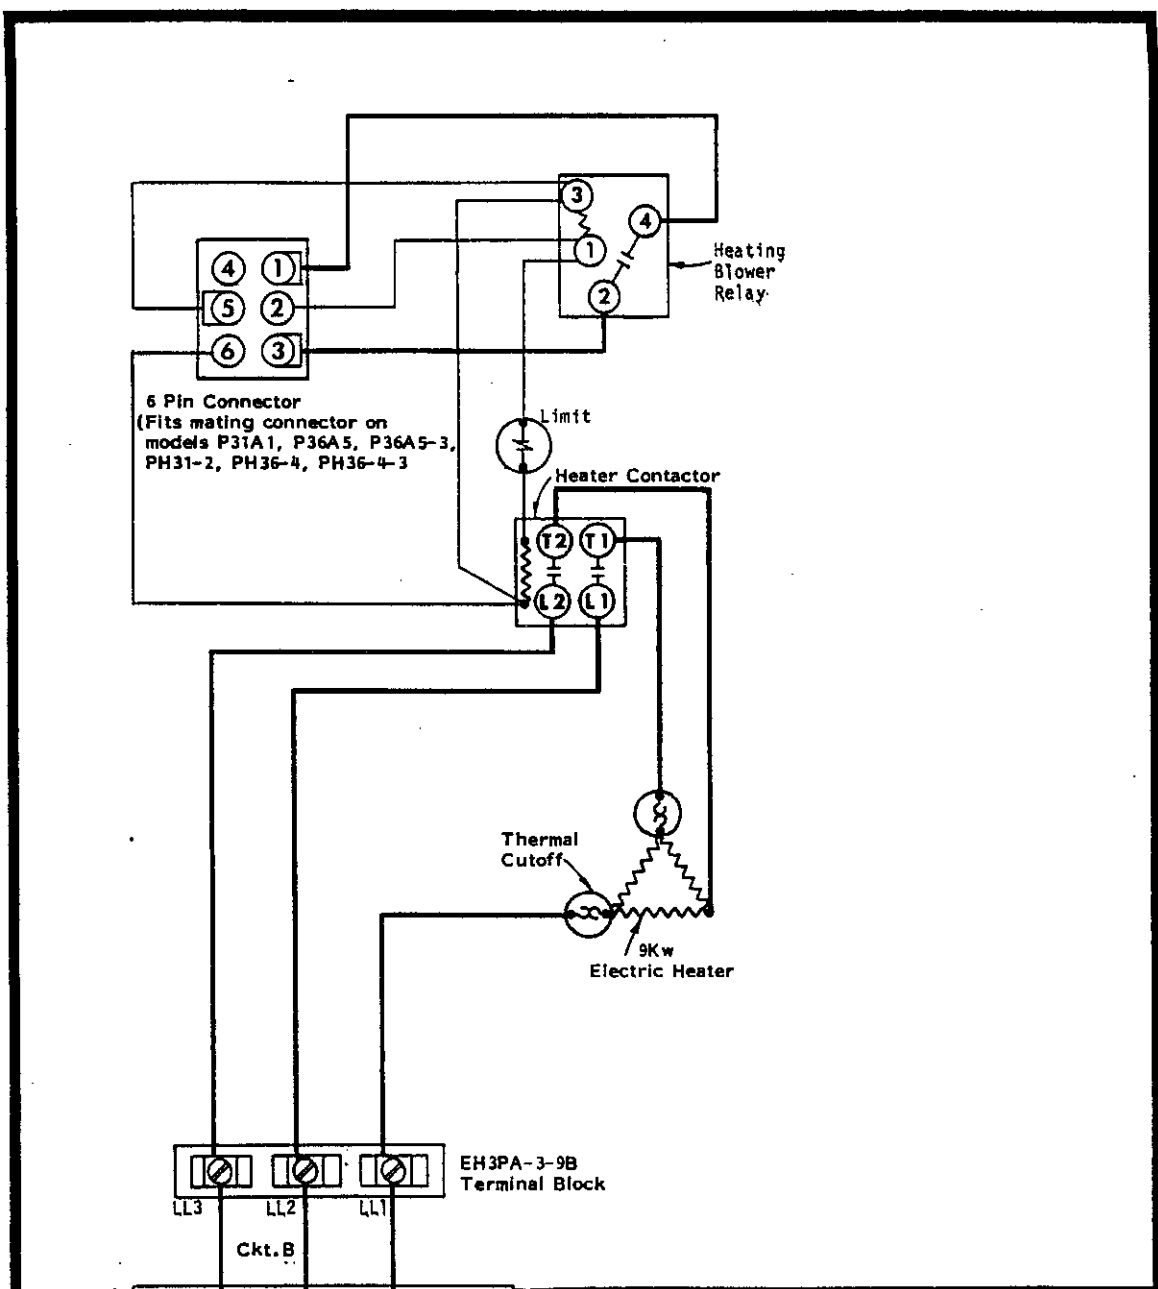 3
4
1
2
Heating
Blower
Relay
4 1
5 2
6 3
6 Pin Connector
(Fits mating connector on
models P31A1, P36A5, P36A5-3,
PH31-2, PH36-4, PH36-4-3
Limit
Heater Contactor
T2 T1
L2 L1
Thermal
Cutoff
9Kw
Electric Heater
EH3PA-3-9B
Terminal Block
LL3 LL2 LL1
Ckt.B